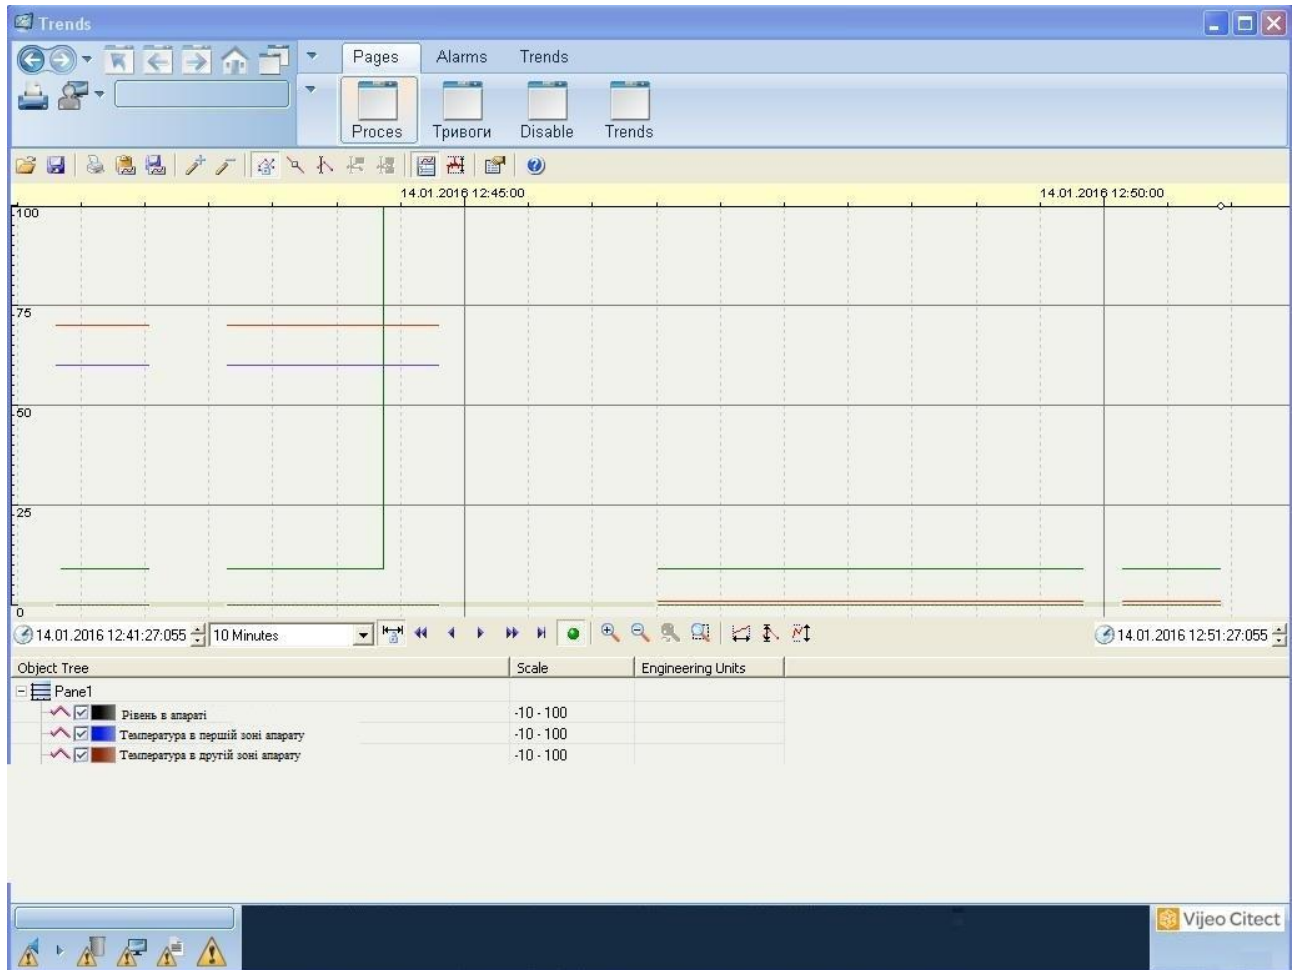 Trends
Pages Alarms Trends
Proces Тривоги Disable Trends
14.01.2016 12:45:00 14.01.2016 12:50:00
100
75
50
25
0
14.01.2016 12:41:27:055 10 Minutes 14.01.2016 12:51:27:055
Object Tree Scale Engineering Units
Pane1
Рівень в апараті -10 - 100
Температура в першій зоні апарату -10 - 100
Температура в другій зоні апарату -10 - 100
Vijeo Citect